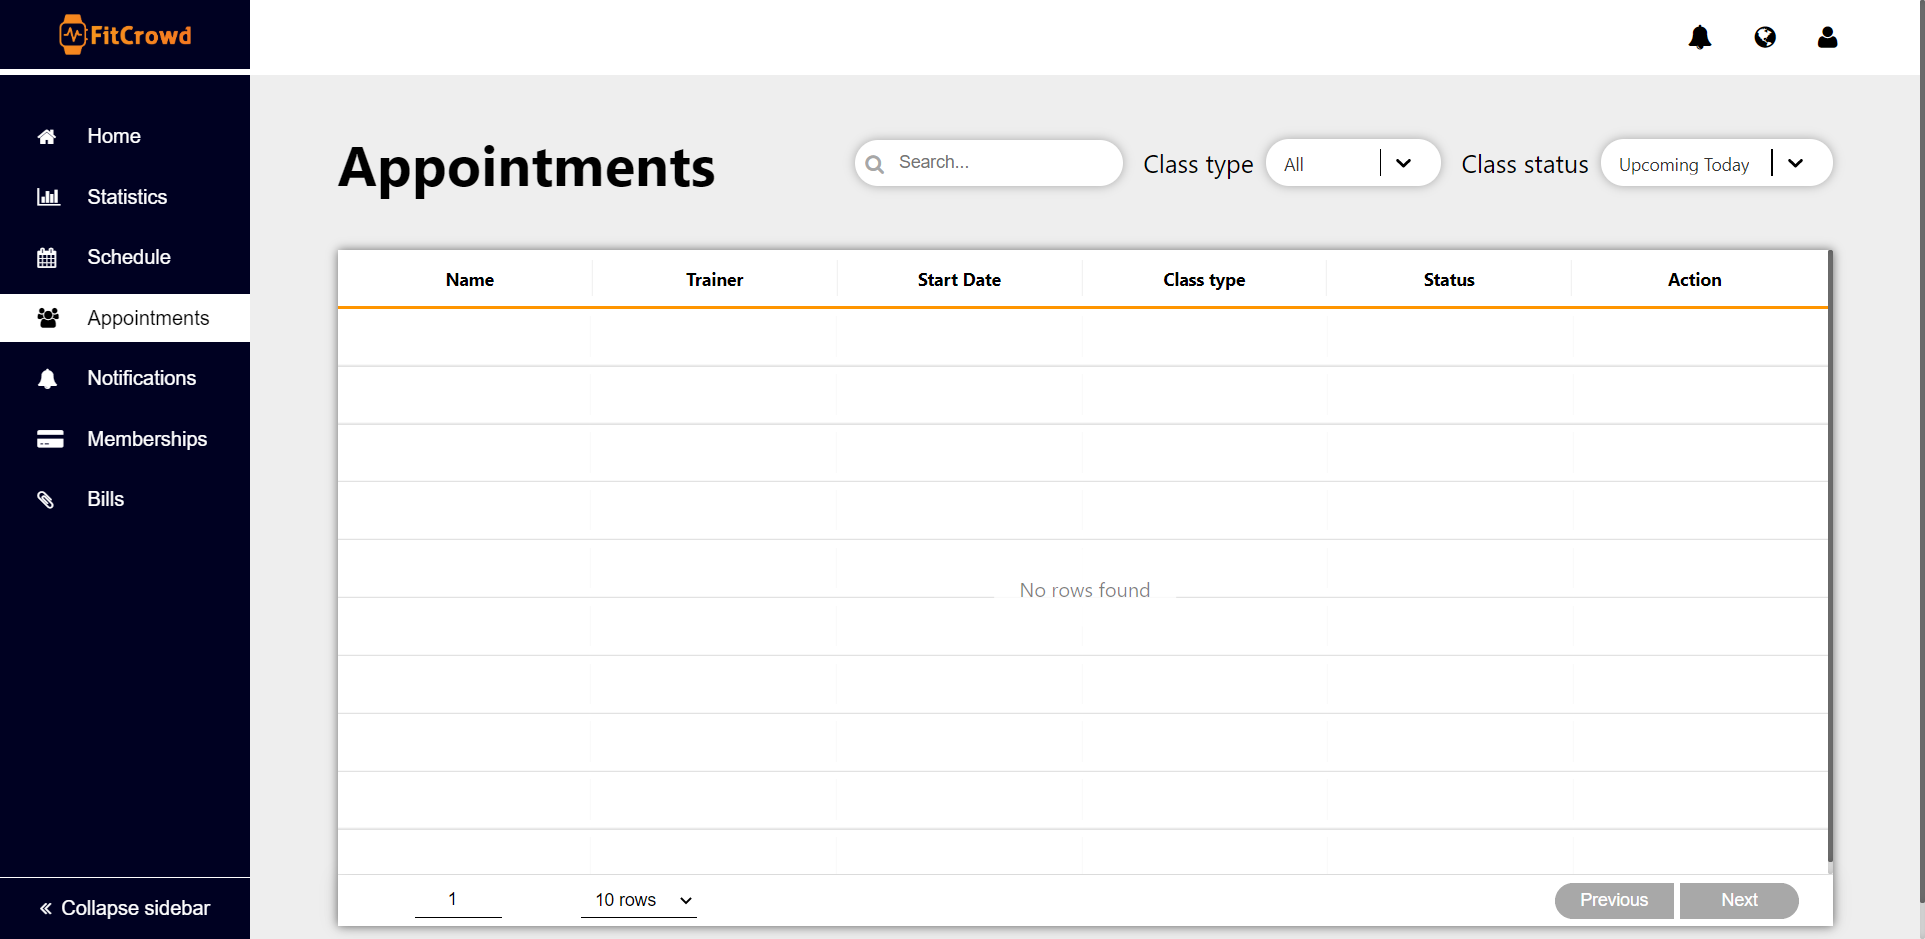 FitCrowd
Home
Statistics
Schedule
Appointments
Notifications
Memberships
Bills
« Collapse sidebar
Appointments
Search...
Class type
All
Class status
Upcoming Today
Name Trainer Start Date Class type Status Action
No rows found
1
10 rows
Previous
Next